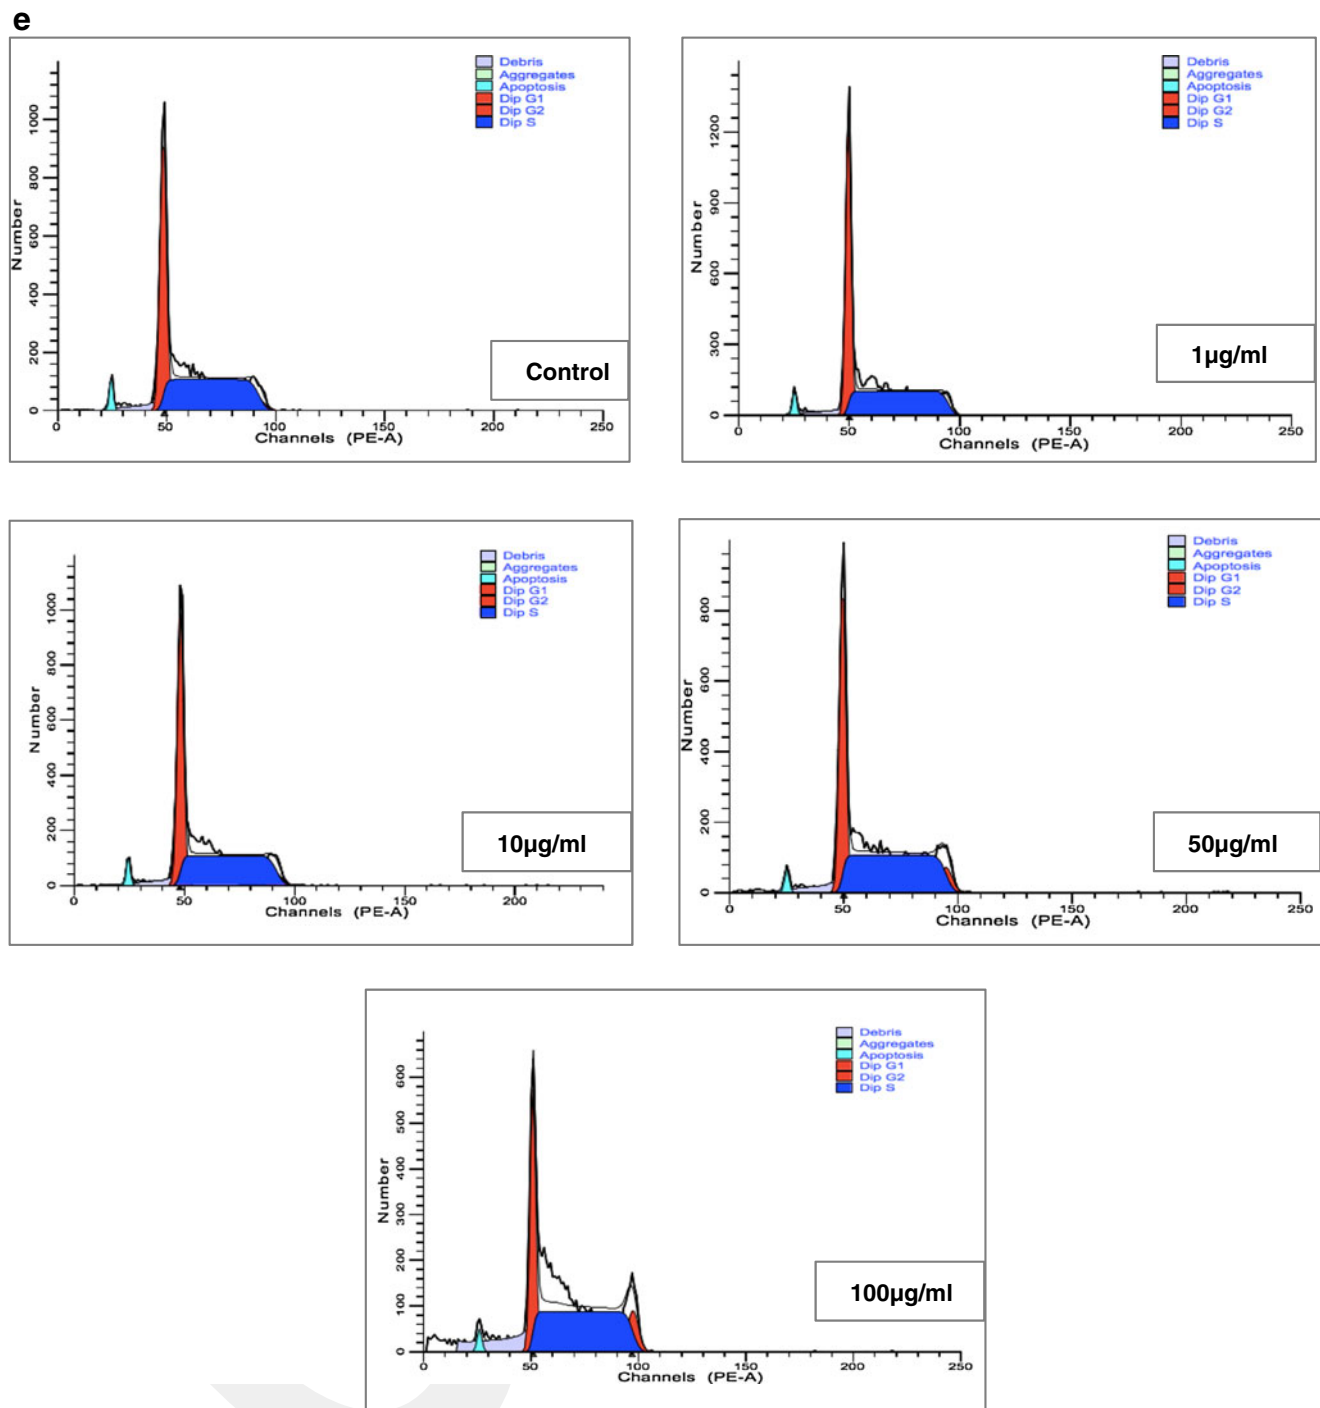 e
Debris
Aggregates
Apoptosis
Dip G1
Dip G2
Dip S
Number
0 200 400 600 800 1000
0 50 100 150 200 250
Channels (PE-A)
Control
Debris
Aggregates
Apoptosis
Dip G1
Dip G2
Dip S
Number
0 300 600 900 1200
0 50 100 150 200 250
Channels (PE-A)
1µg/ml
Debris
Aggregates
Apoptosis
Dip G1
Dip G2
Dip S
Number
0 200 400 600 800 1000
0 50 100 150 200
Channels (PE-A)
10µg/ml
Debris
Aggregates
Apoptosis
Dip G1
Dip G2
Dip S
Number
0 200 400 600 800
0 50 100 150 200 250
Channels (PE-A)
50µg/ml
Debris
Aggregates
Apoptosis
Dip G1
Dip G2
Dip S
Number
0 100 200 300 400 500 600
0 50 100 150 200 250
Channels (PE-A)
100µg/ml